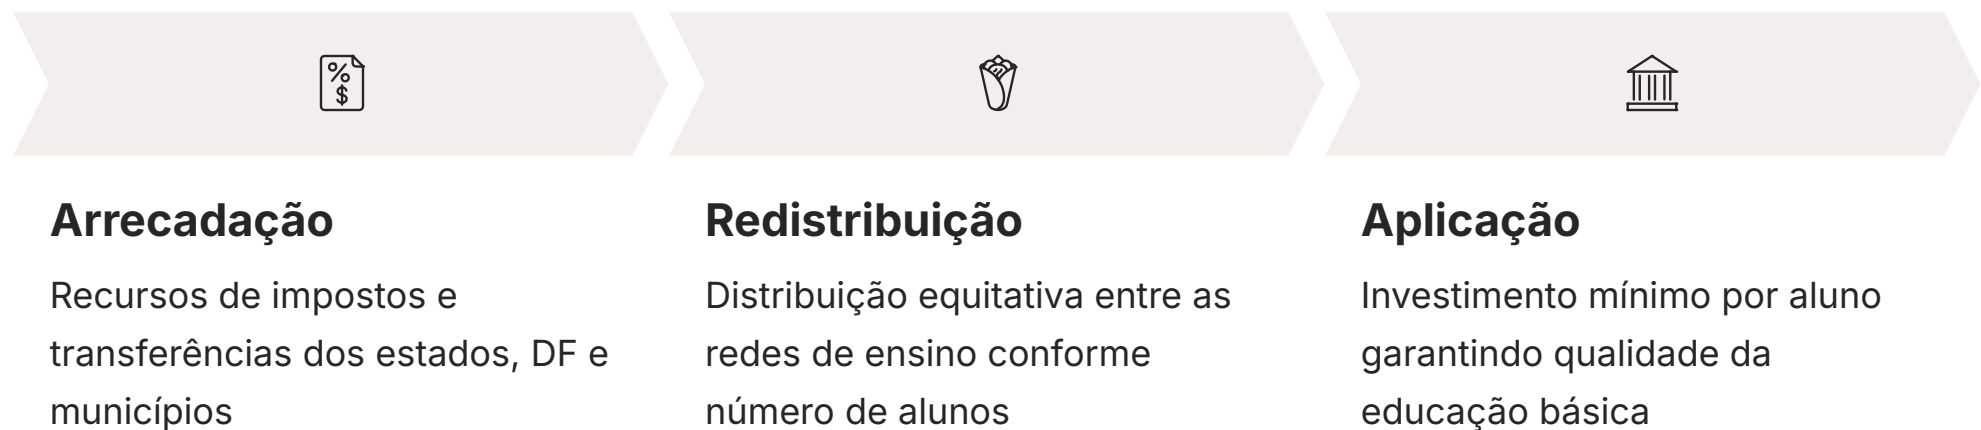 %
$
Arrecadação
Recursos de impostos e
transferências dos estados, DF e
municípios
Redistribuição
Distribuição equitativa entre as
redes de ensino conforme
número de alunos
Aplicação
Investimento mínimo por aluno
garantindo qualidade da
educação básica